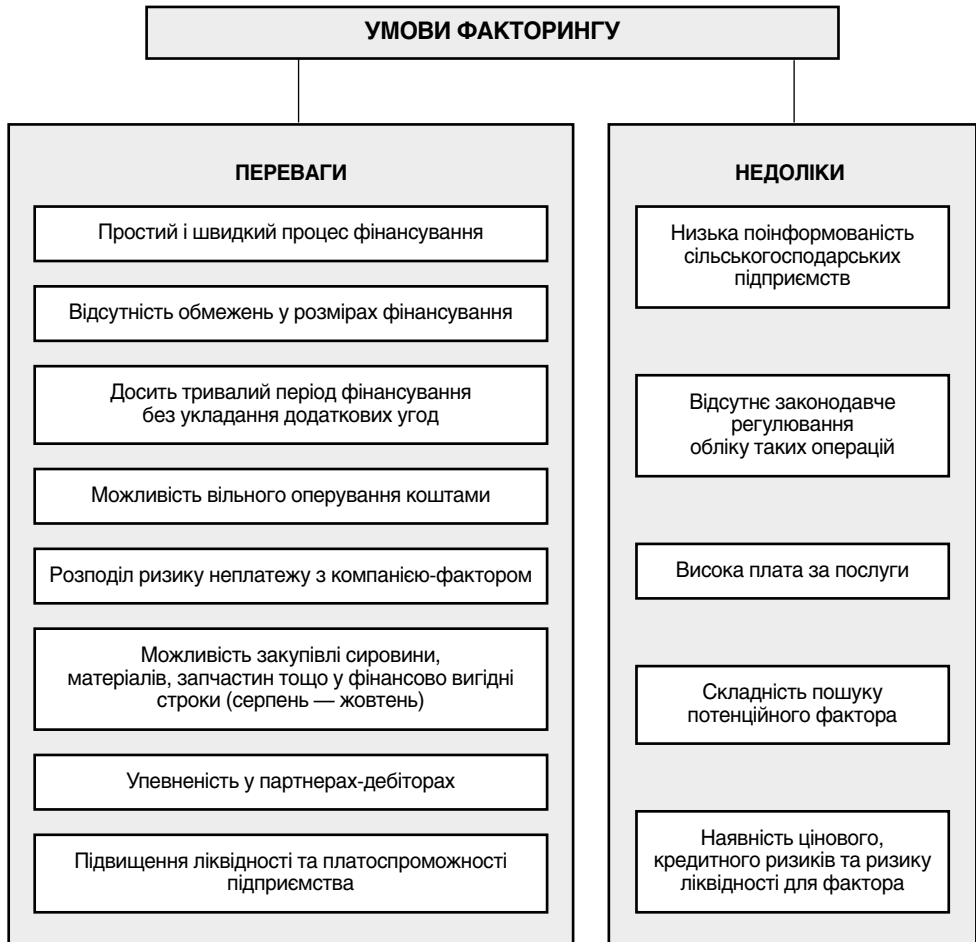 УМОВИ ФАКТОРИНГУ
ПЕРЕВАГИ
Простий і швидкий процес фінансування
Відсутність обмежень у розмірах фінансування
Досить тривалий період фінансування
без укладання додаткових угод
Можливість вільного оперування коштами
Розподіл ризику неплатежу з компанією-фактором
Можливість закупівлі сировини,
матеріалів, запчастин тощо у фінансово вигідні
строки (серпень — жовтень)
Упевненість у партнерах-дебіторах
Підвищення ліквідності та платоспроможності
підприємства
НЕДОЛІКИ
Низька поінформованість
сільськогосподарських
підприємств
Відсутнє законодавче
регулювання
обліку таких операцій
Висока плата за послуги
Складність пошуку
потенційного фактора
Наявність цінового,
кредитного ризиків та ризику
ліквідності для фактора